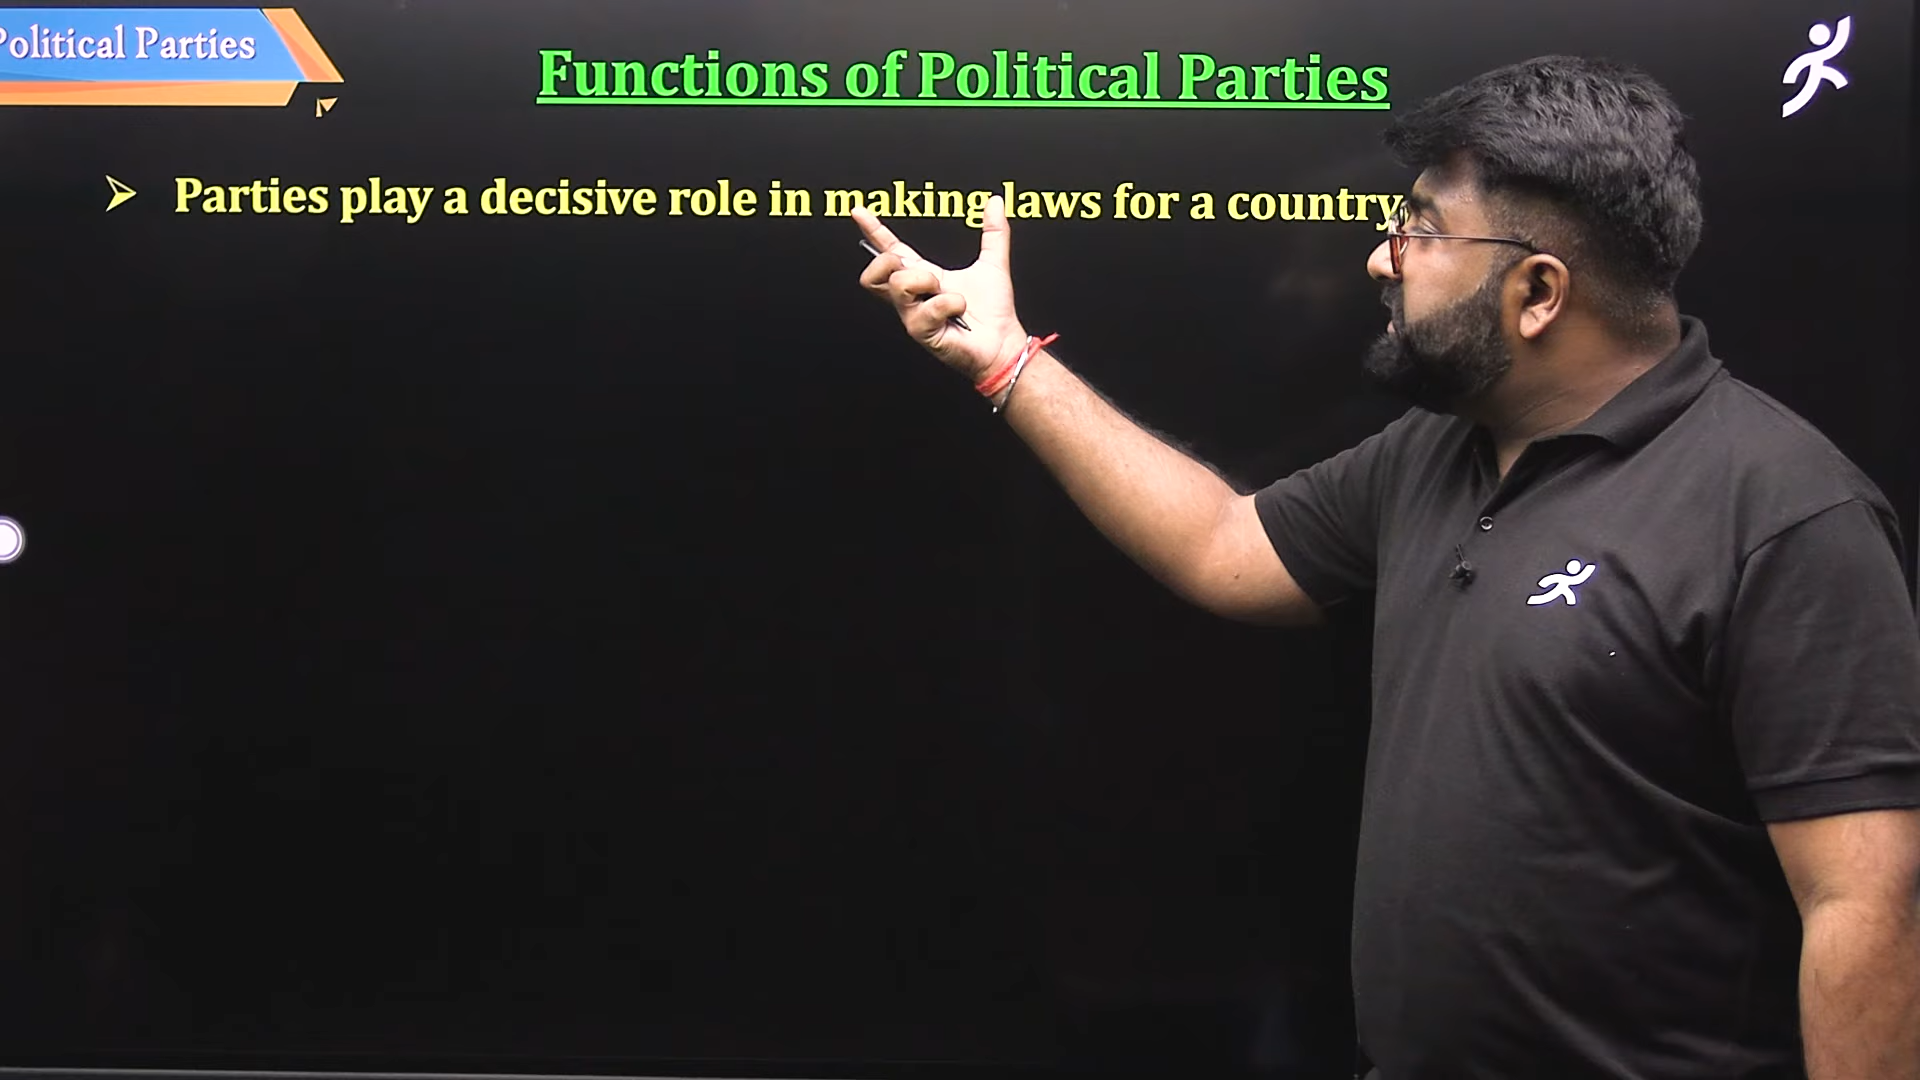 Political Parties
Functions of Political Parties
Parties play a decisive role in making laws for a country